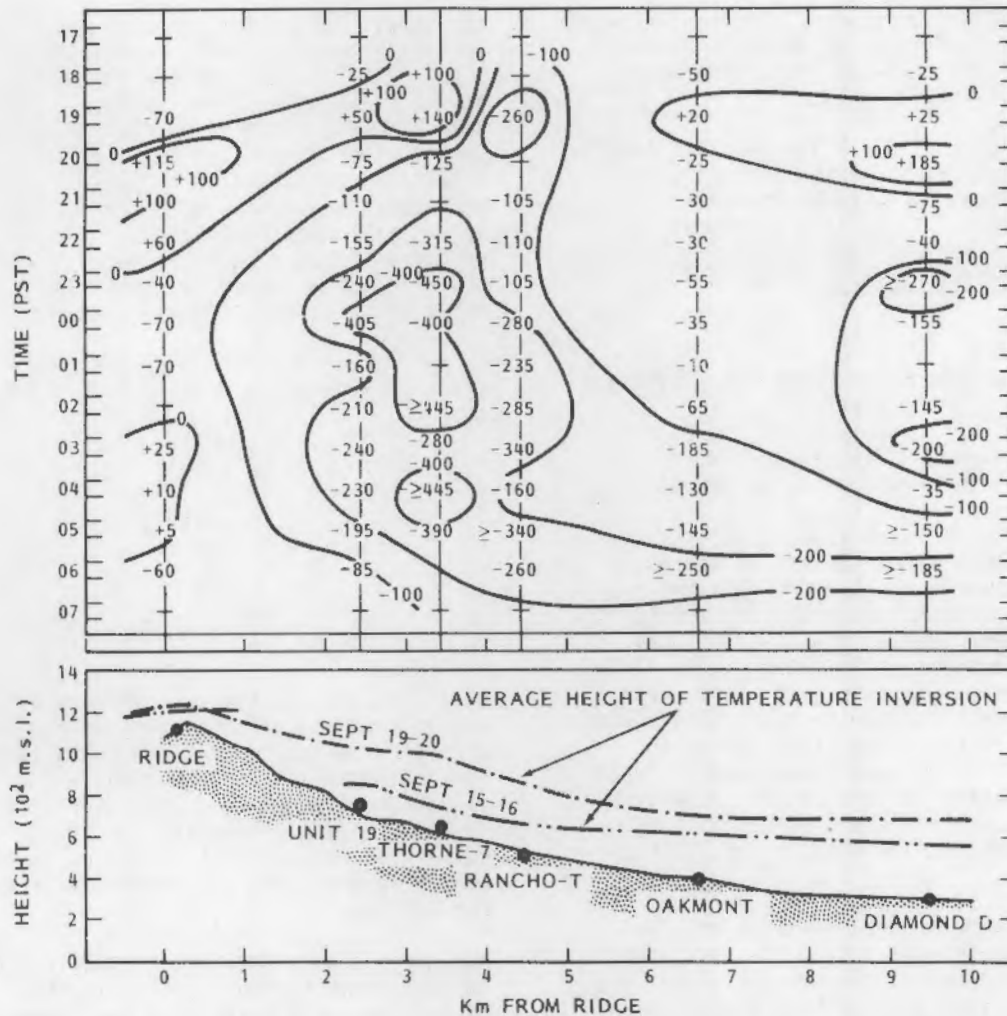 17
0 0 -100
18 -25 +100 -50 -25
+100 0
19 -70 +50 +140 -260 +20 +25
20 0 +115 -75 -125 -25 +100 +185
+100
21 +100 -110 -105 -30 -75 0
22 +60 -155 -315 -110 -30 -40
0 -400 -100
23 -40 -240 -450 -105 -55 ≥-270
-200
00 -70 -405 -400 -280 -35 -155
01 -70 -160 -235 -10
02 -210 ≥445 -285 -65 -145
0
03 +25 -240 -280 -340 -185 -200
-200
-400 -100
04 +10 -230 ≥445 -160 -130 -35
-100
05 +5 -195 -390 ≥-340 -145 ≥-150
-200
06 -60 -85 -260 ≥-250 ≥-185
-100 -200
07
TIME (PST)
14
AVERAGE HEIGHT OF TEMPERATURE INVERSION
12
SEPT 19-20
10
RIDGE
8
SEPT 15-16
UNIT 19
6
THORNE-7
RANCHO-T
4
OAKMONT
2
DIAMOND D
0
HEIGHT (10² m.s.l.)
0 1 2 3 4 5 6 7 8 9 10
Km FROM RIDGE